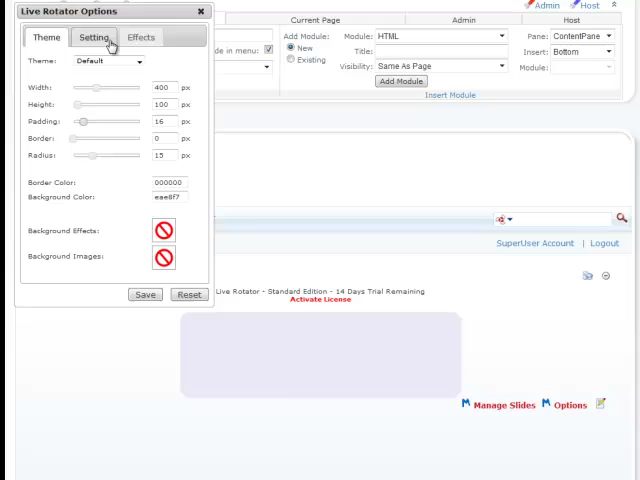 Live Rotator Options
Theme Setting Effects
Theme: Default
Width: 400 px
Height: 100 px
Padding: 16 px
Border: 0 px
Radius: 15 px
Border Color: 000000
Background Color: eae8f7
Background Effects:
Background Images:
Save Reset
Admin Host
Current Page Admin Host
de in menu:
Add Module: New Existing
Module: HTML
Title:
Visibility: Same As Page
Add Module
Pane: ContentPane
Insert: Bottom
Module:
Insert Module
SuperUser Account | Logout
Live Rotator - Standard Edition - 14 Days Trial Remaining
Activate License
Manage Slides Options